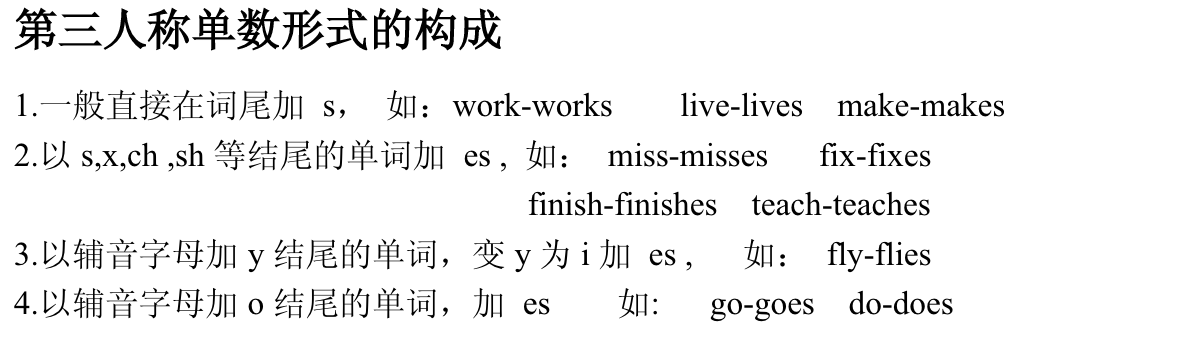 第三人称单数形式的构成
1.一般直接在词尾加 s， 如：work-works live-lives make-makes
2.以 s,x,ch ,sh 等结尾的单词加 es , 如： miss-misses fix-fixes
finish-finishes teach-teaches
3.以辅音字母加 y 结尾的单词，变 y 为 i 加 es , 如： fly-flies
4.以辅音字母加 o 结尾的单词，加 es 如: go-goes do-does